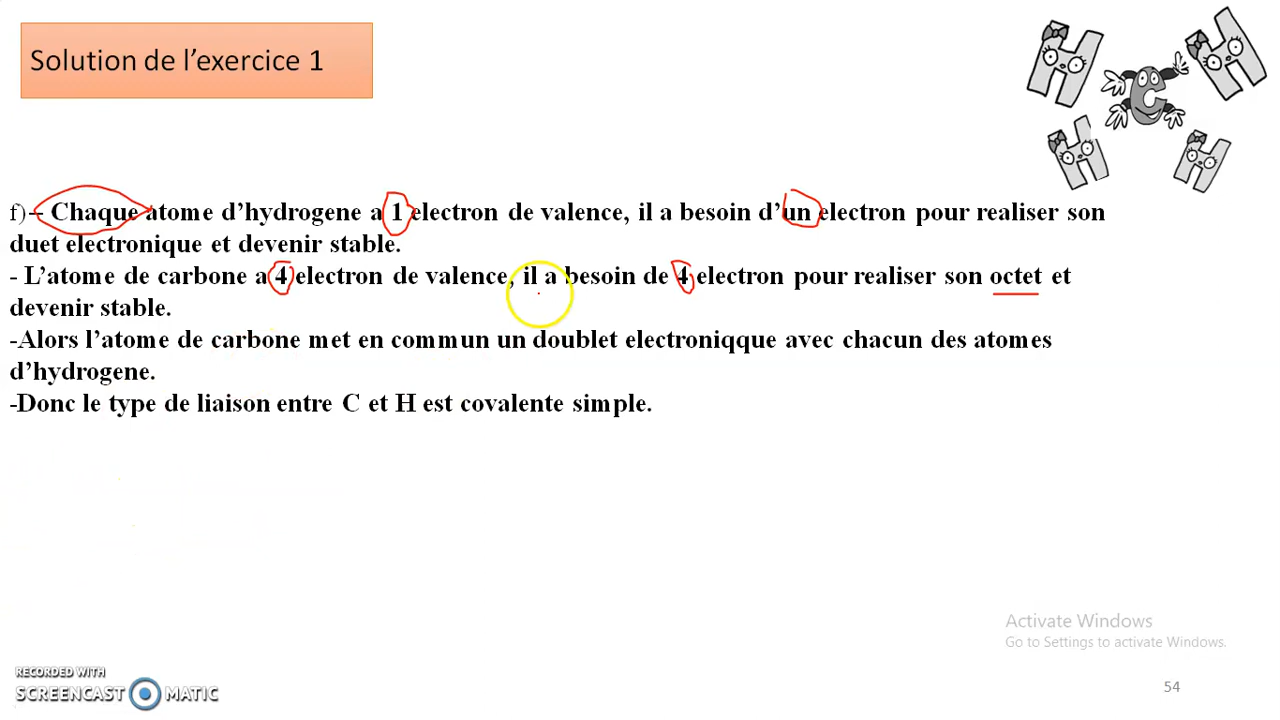 Solution de l’exercice 1
f)– Chaque atome d’hydrogene a 1 electron de valence, il a besoin d’un electron pour realiser son
duet electronique et devenir stable.
- L’atome de carbone a 4 electron de valence, il a besoin de 4 electron pour realiser son octet et
devenir stable.
-Alors l’atome de carbone met en commun un doublet electroniqque avec chacun des atomes
d’hydrogene.
-Donc le type de liaison entre C et H est covalente simple.
H
H
C
H
H
Activate Windows
Go to Settings to activate Windows.
RECORDED WITH
SCREENCAST MATIC
54